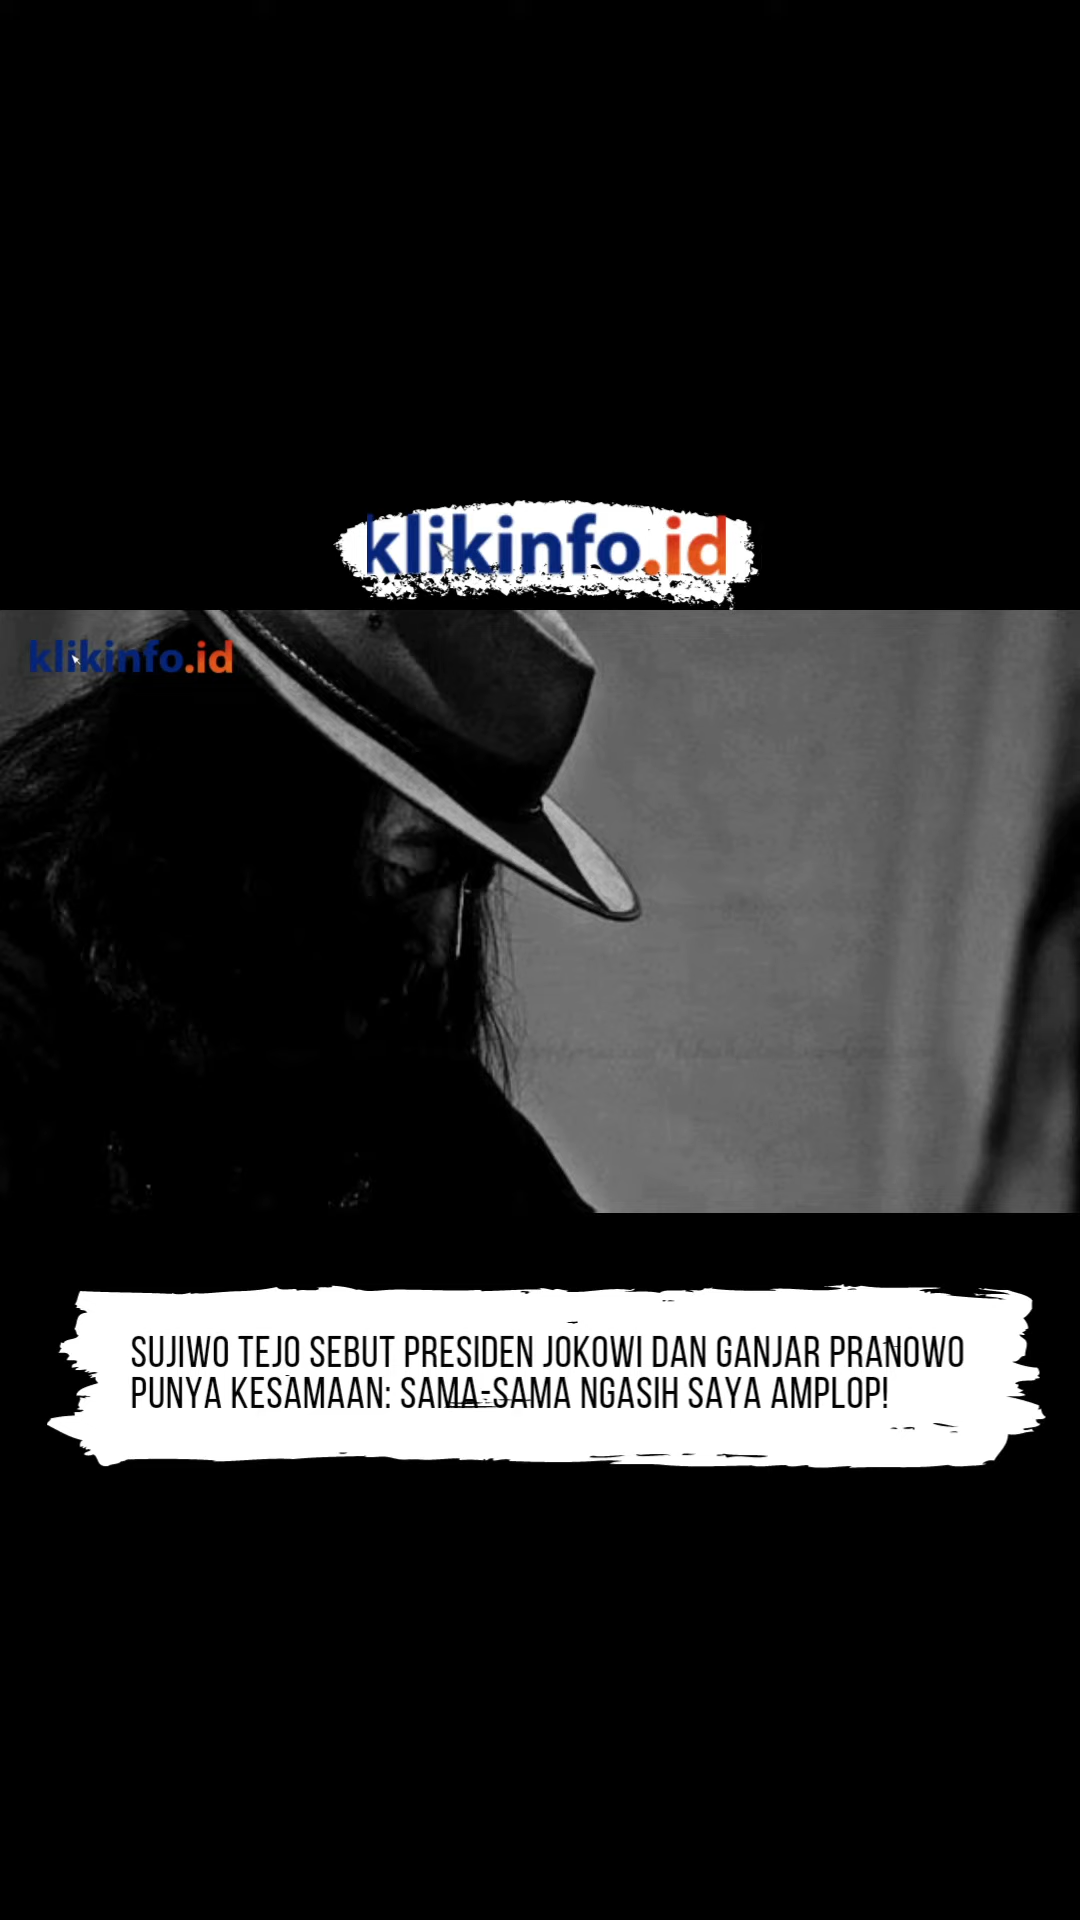 klikinfo.id
klikinfo.id
SUJIWO TEJO SEBUT PRESIDEN JOKOWI DAN GANJAR PRANOWO
PUNYA KESAMAAN: SAMA-SAMA NGASIH SAYA AMPLOP!